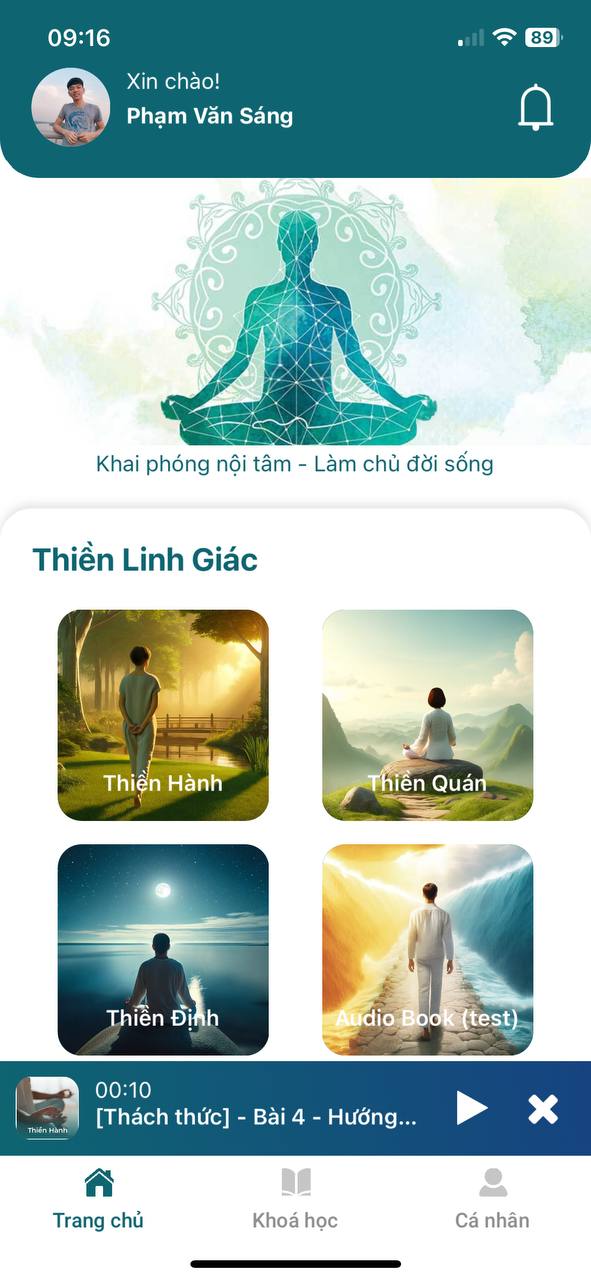 09:16
89
Xin chào!
Phạm Văn Sáng
Khai phóng nội tâm - Làm chủ đời sống
Thiền Linh Giác
Thiền Hành
Thiền Quán
Thiền Định
Audio Book (test)
00:10
[Thách thức] - Bài 4 - Hướng...
Thiền Hành
Trang chủ
Khoá học
Cá nhân